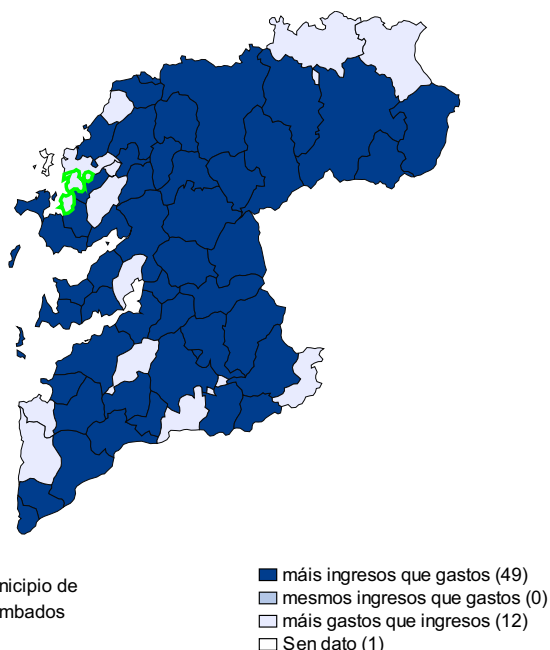 nicipio de
mbados
máis ingresos que gastos (49)
mesmos ingresos que gastos (0)
máis gastos que ingresos (12)
Sen dato (1)